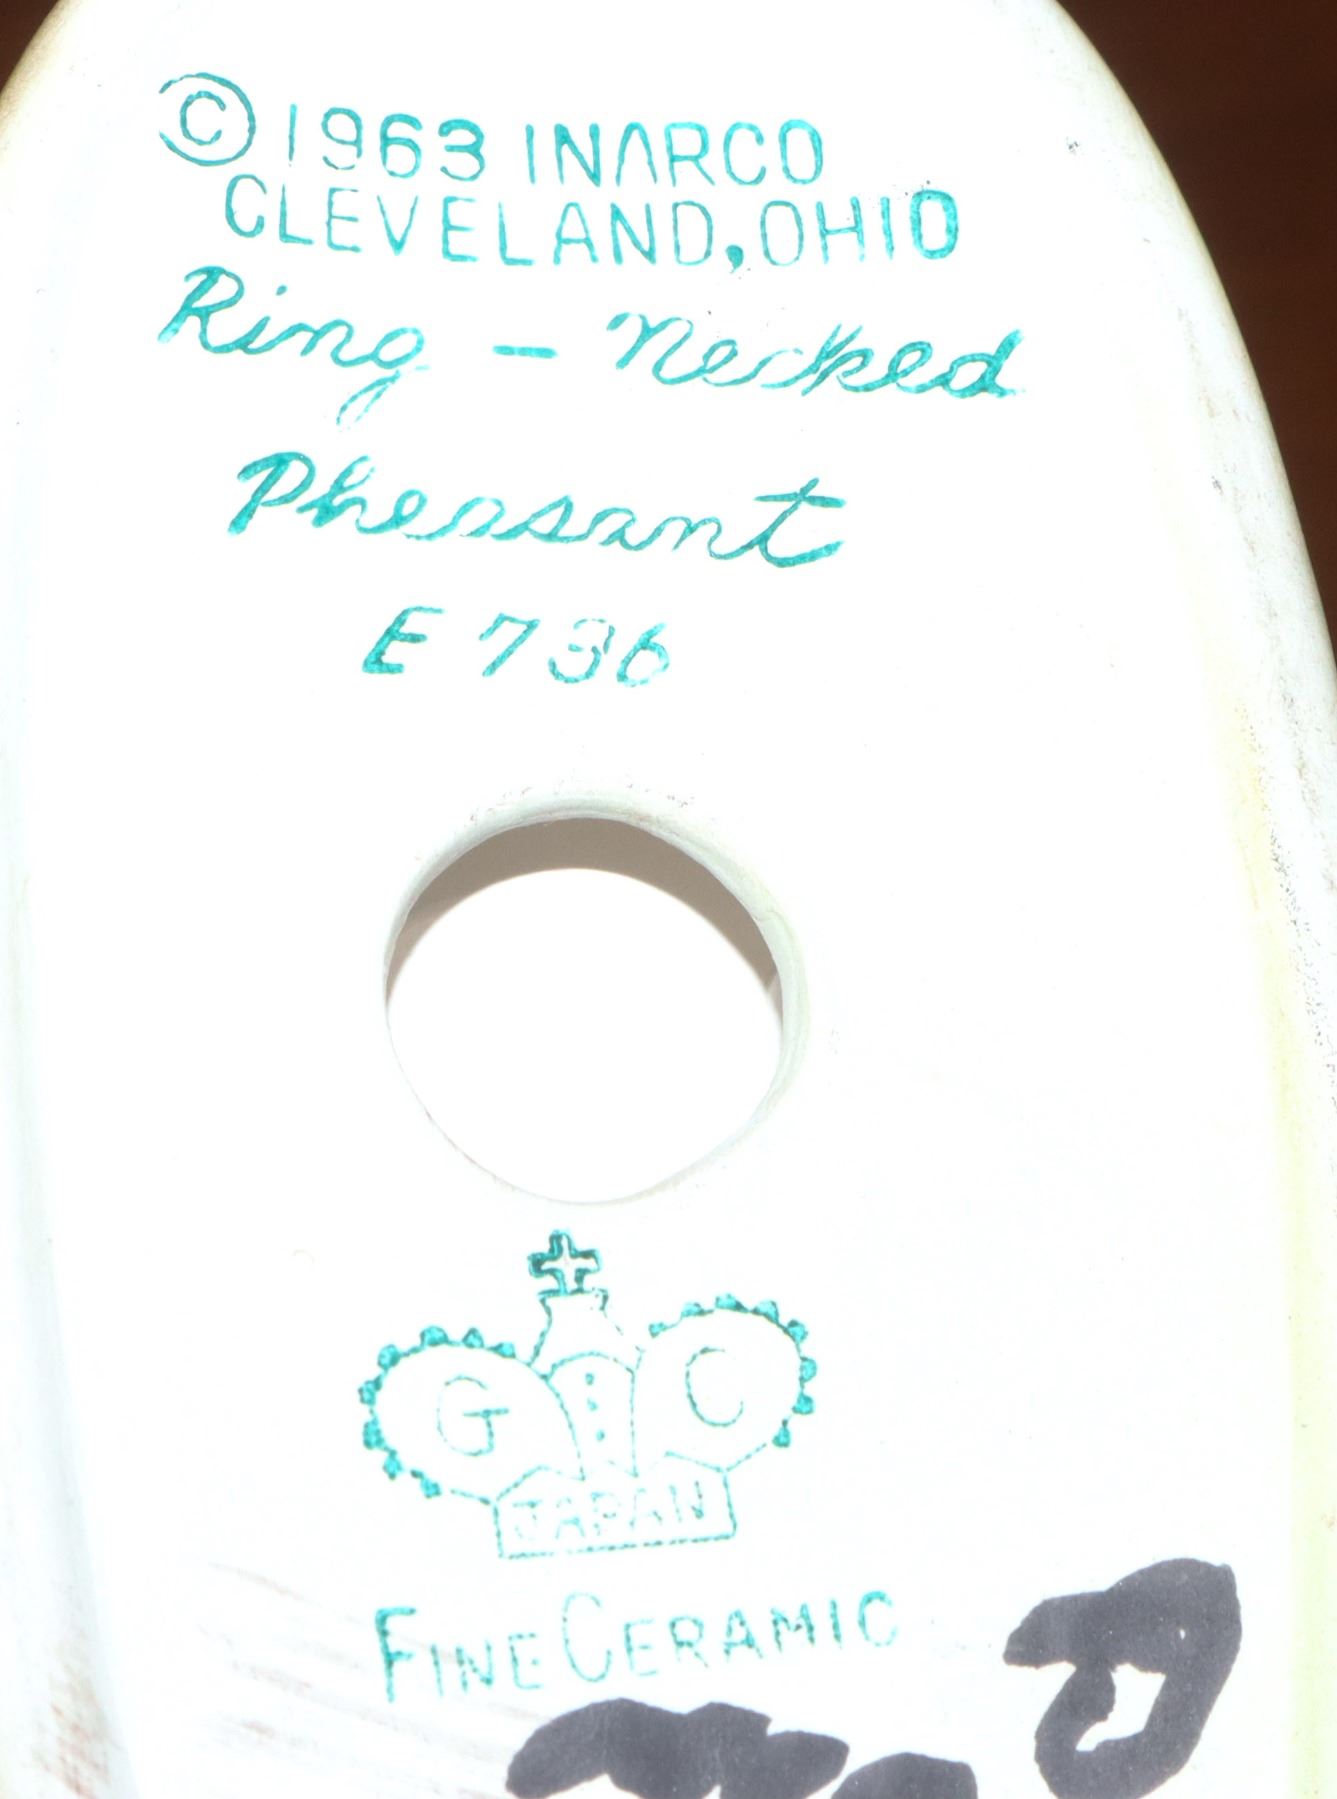 © 1963 INARCO
CLEVELAND, OHIO
Ring - Necked
Pheasant
E 736
G C
JAPAN
FINE CERAMIC